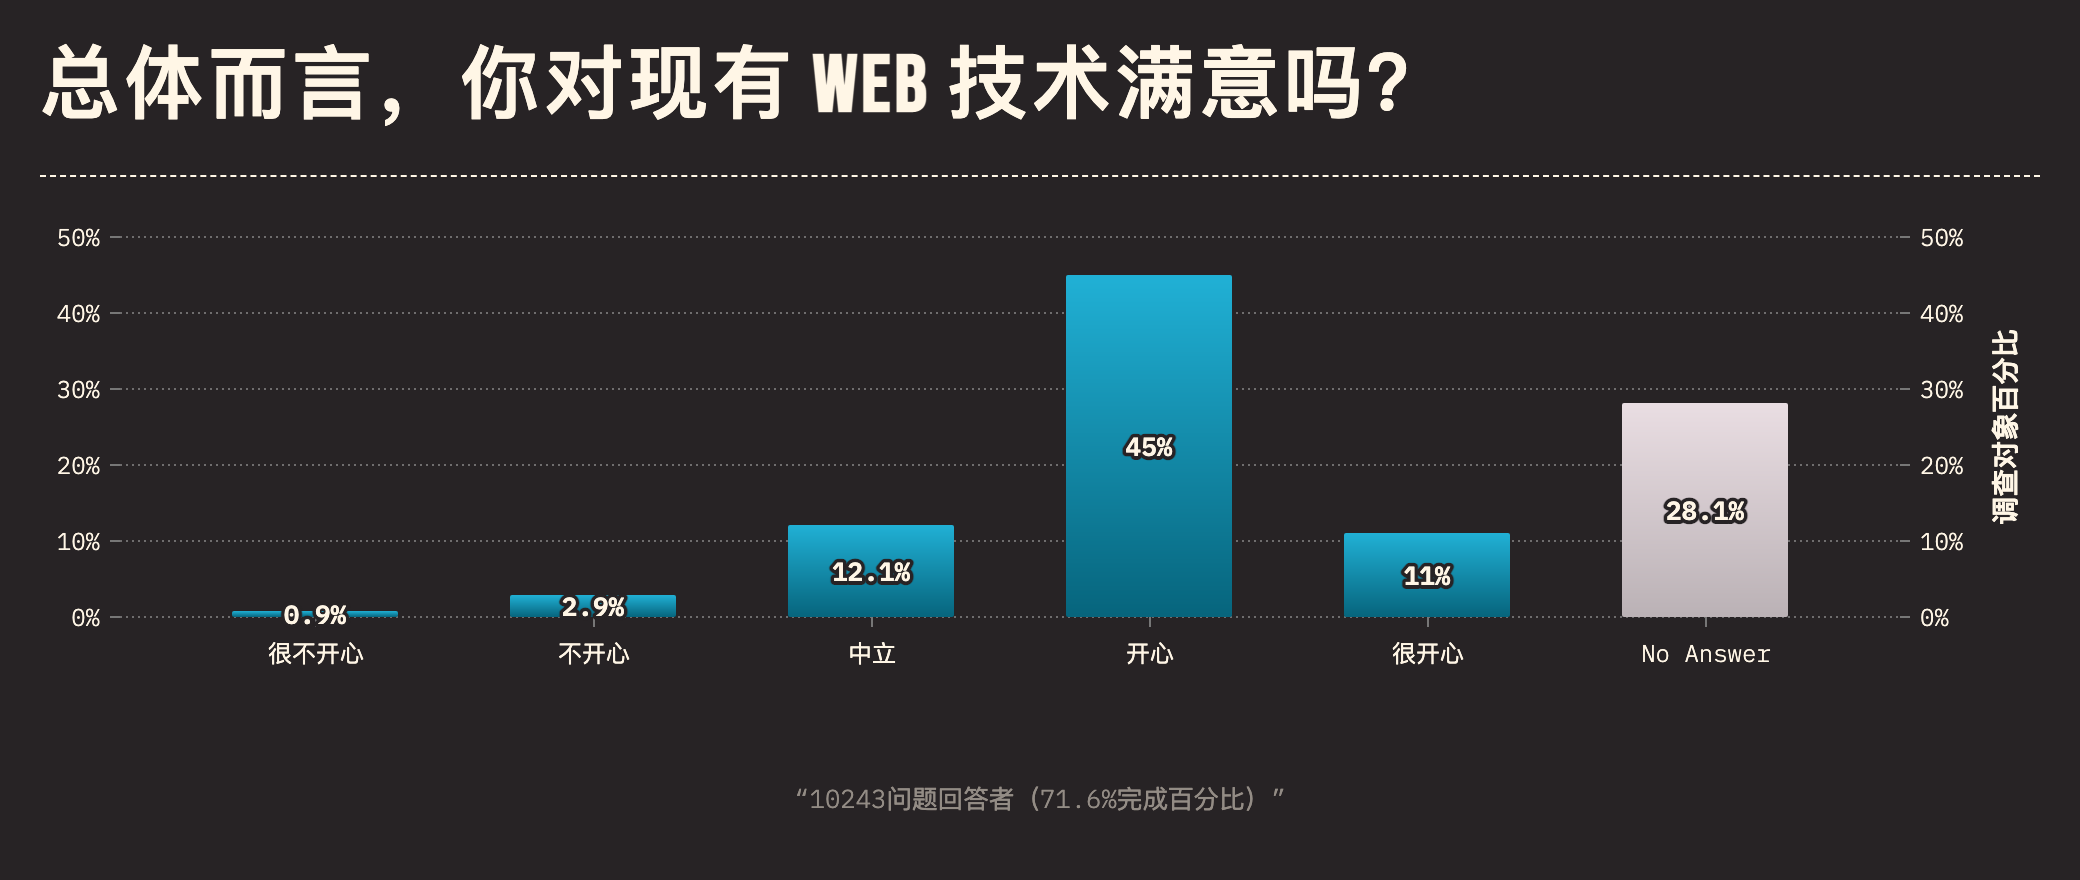 总体而言，你对现有 WEB 技术满意吗？
50% 50%
40% 40%
30% 30%
20% 20%
10% 10%
0% 0%
调查对象百分比
0.9% 2.9% 12.1% 45% 11% 28.1%
很不开心 不开心 中立 开心 很开心 No Answer
“10243问题回答者（71.6%完成百分比）”